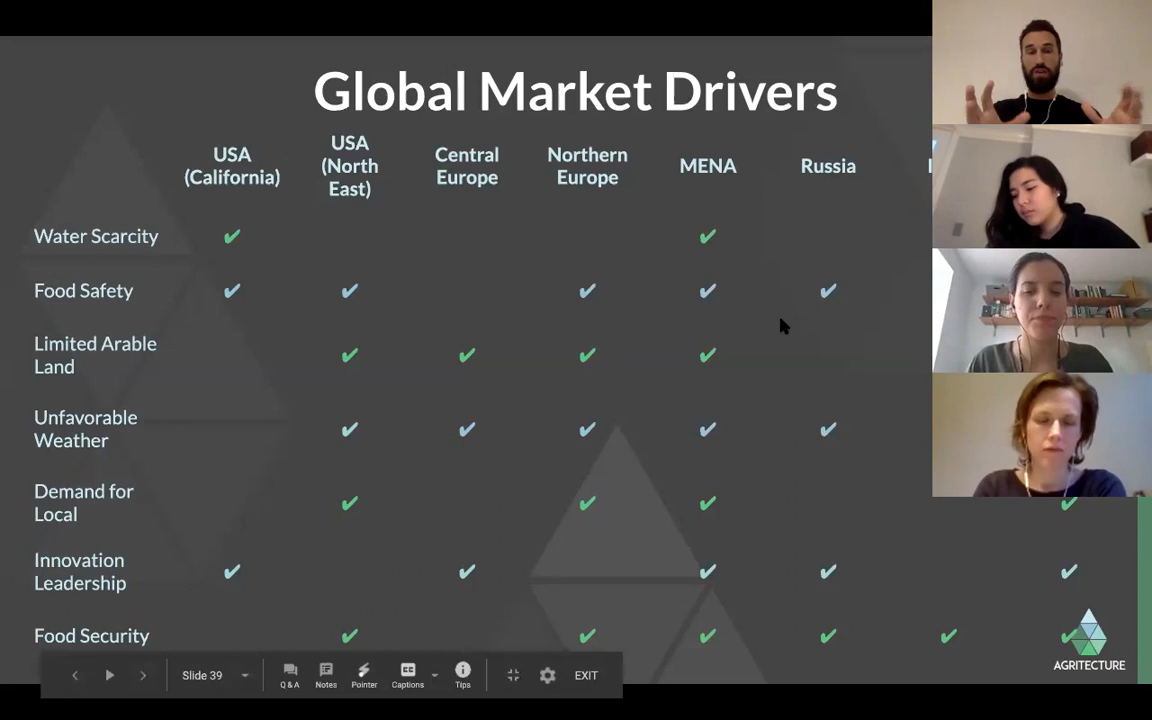 Global Market Drivers
USA
(California)
USA
(North
East)
Central
Europe
Northern
Europe
MENA
Russia
Water Scarcity
Food Safety
Limited Arable
Land
Unfavorable
Weather
Demand for
Local
Innovation
Leadership
Food Security
Slide 39
Q & A
Notes
Pointer
CC
Captions
Tips
EXIT
AGRITECTURE